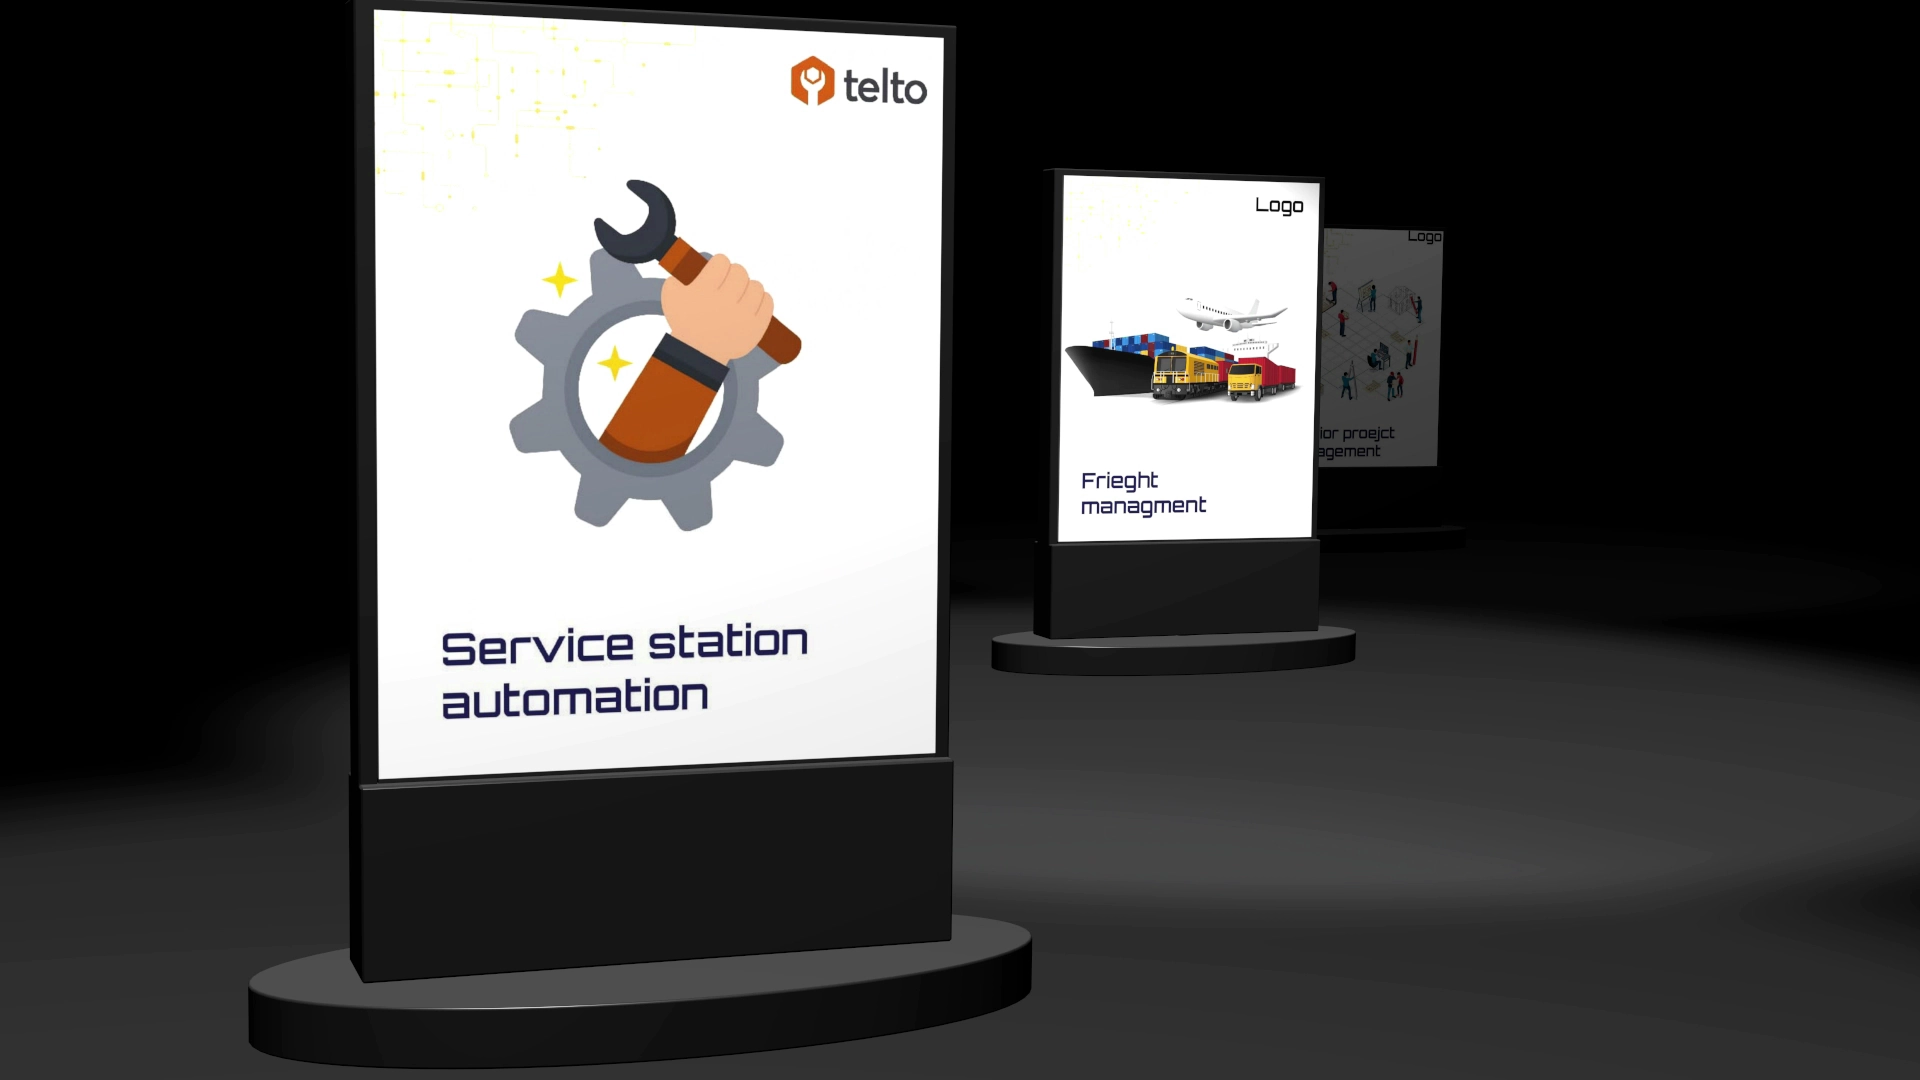 telto
Service station
automation
Logo
Frieght
managment
Logo
ior proejct
agement